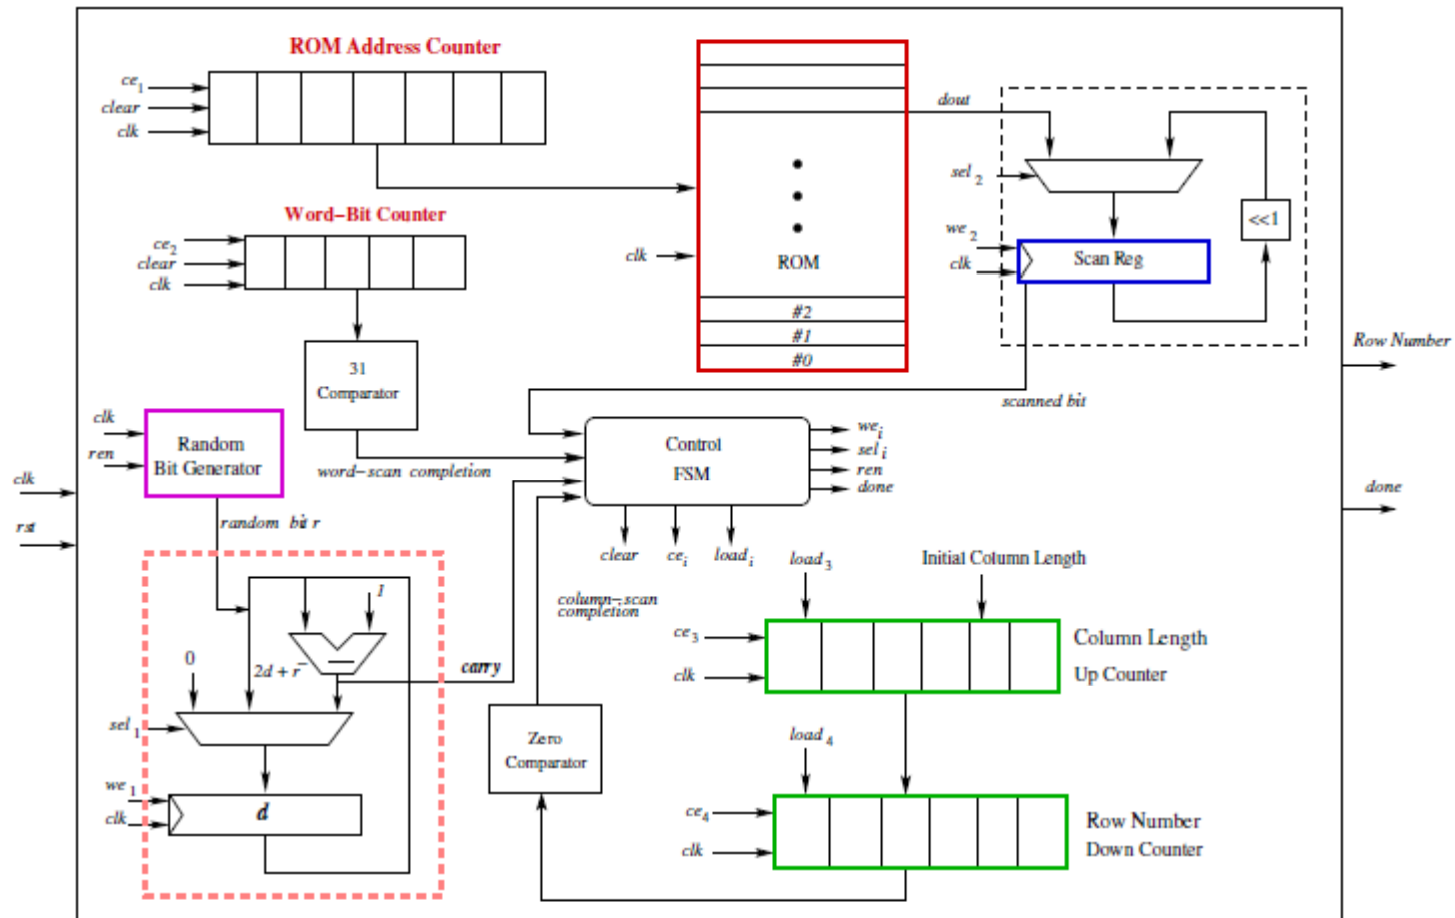 ROM Address Counter
ce1
clear
clk
dout
sel 2
<<1
Word-Bit Counter
ce2
clear
clk
we 2
clk
Scan Reg
clk
ROM
#2
#1
#0
31
Comparator
Row Number
scanned bit
clk
ren
Random
Bit Generator
word-scan completion
Control
FSM
we i
sel i
ren
done
clk
rst
done
random bit r
clear
ce i
load i
column-scan
completion
load 3
Initial Column Length
I
0
2d + r
carry
ce3
clk
Column Length
Up Counter
sel 1
Zero
Comparator
load 4
we 1
clk
d
ce4
clk
Row Number
Down Counter